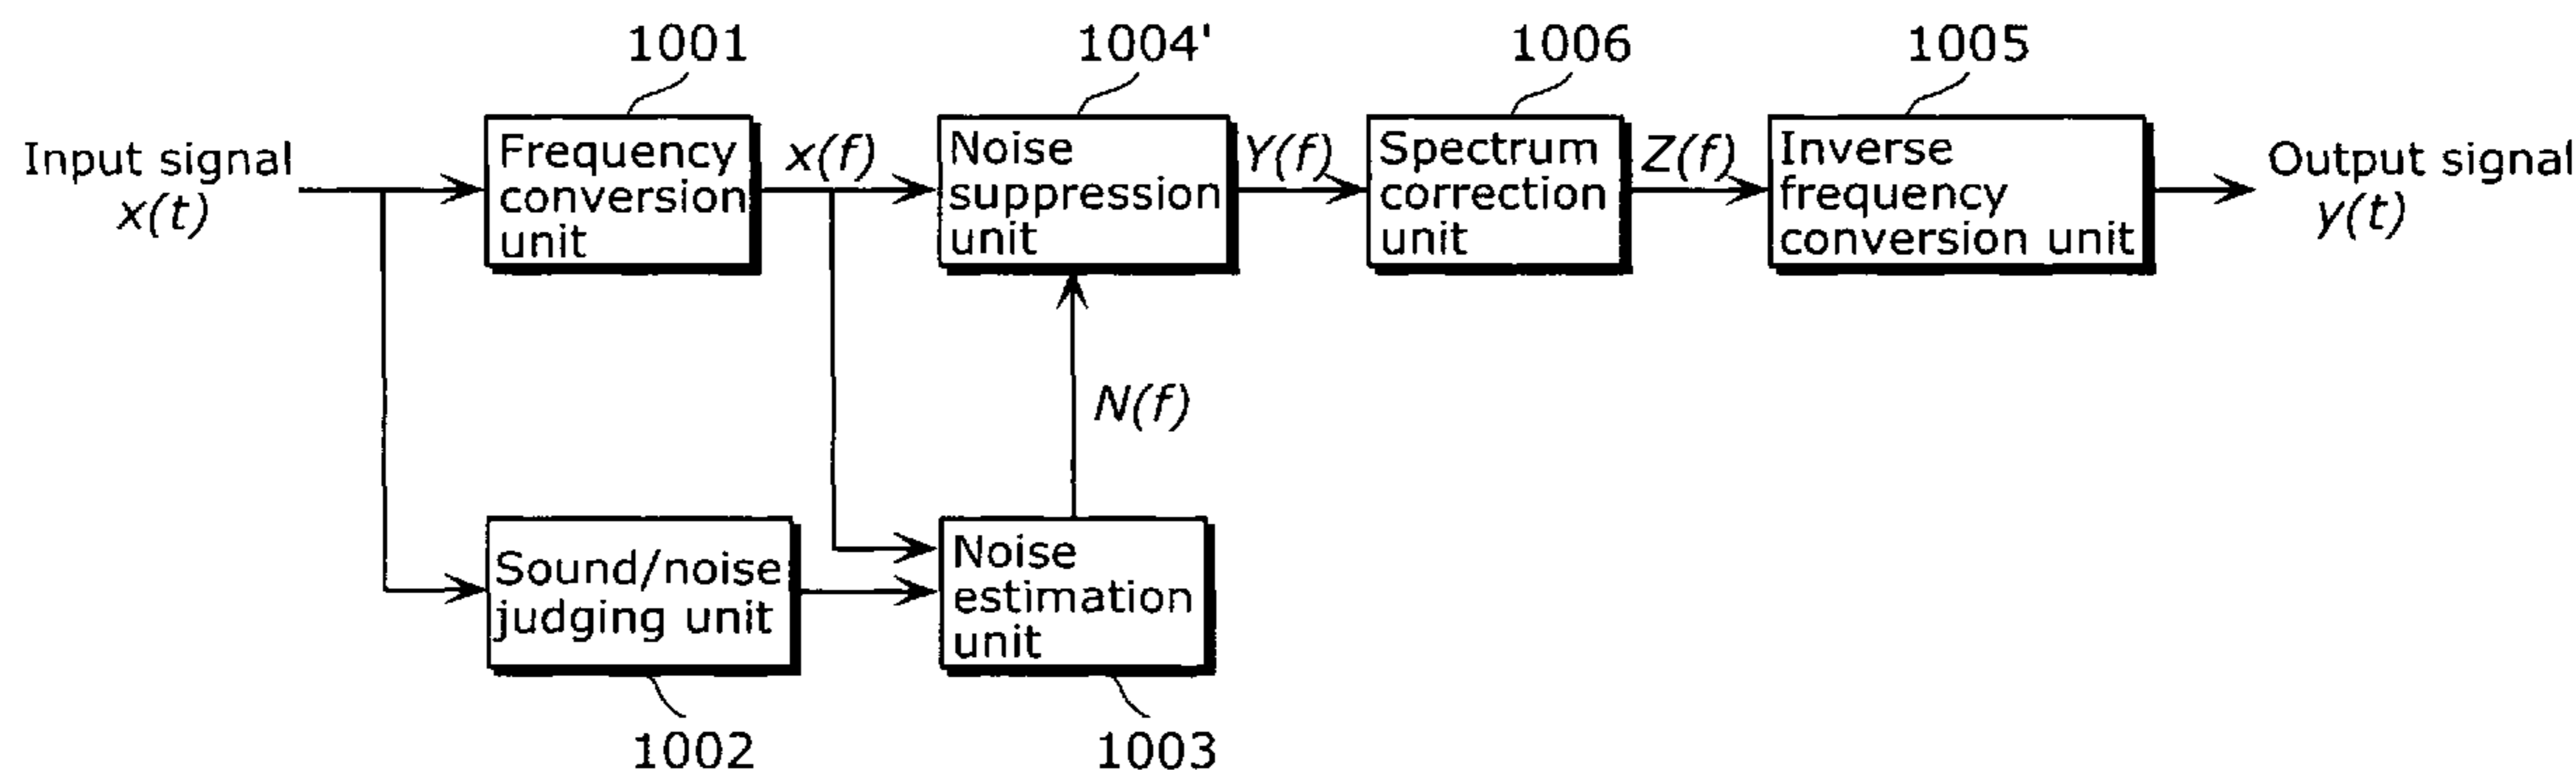 1001
1004'
1006
1005
Input signal
x(t)
Frequency
conversion
unit
x(f)
Noise
suppression
unit
Y(f)
Spectrum
correction
unit
Z(f)
Inverse
frequency
conversion unit
Output signal
y(t)
N(f)
Sound/noise
judging unit
Noise
estimation
unit
1002
1003